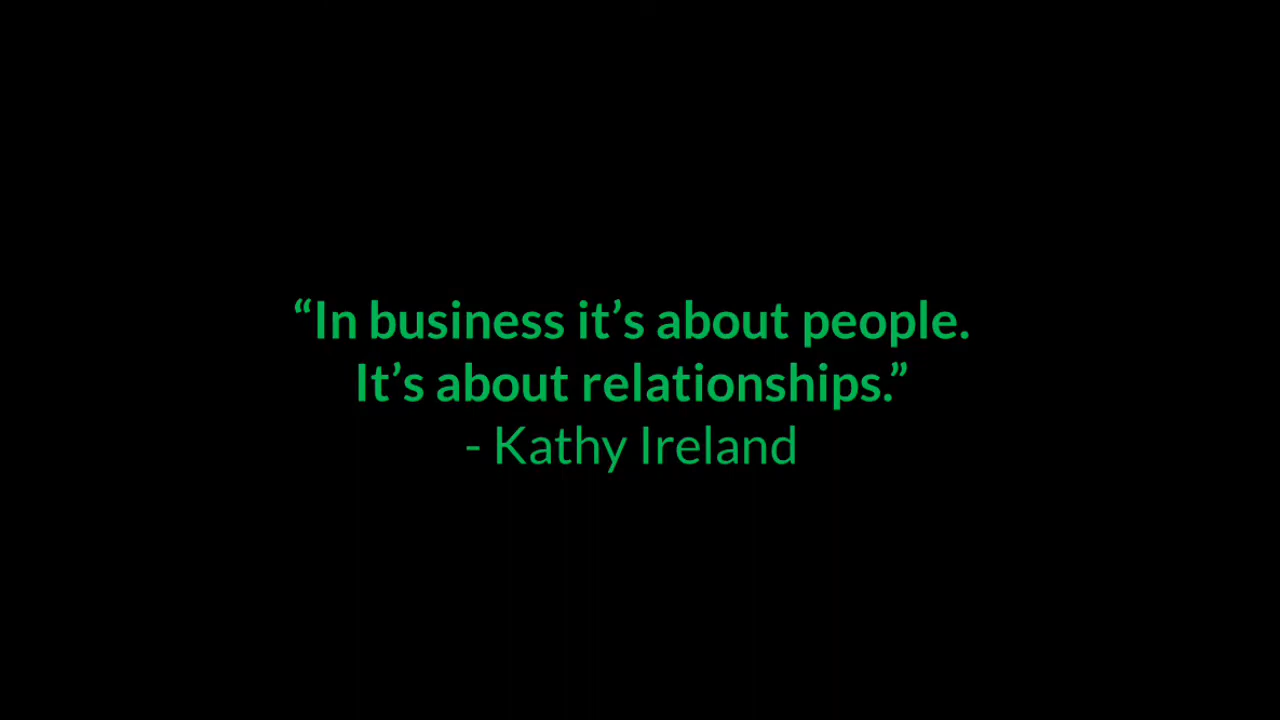 “In business it’s about people.
It’s about relationships.”
- Kathy Ireland